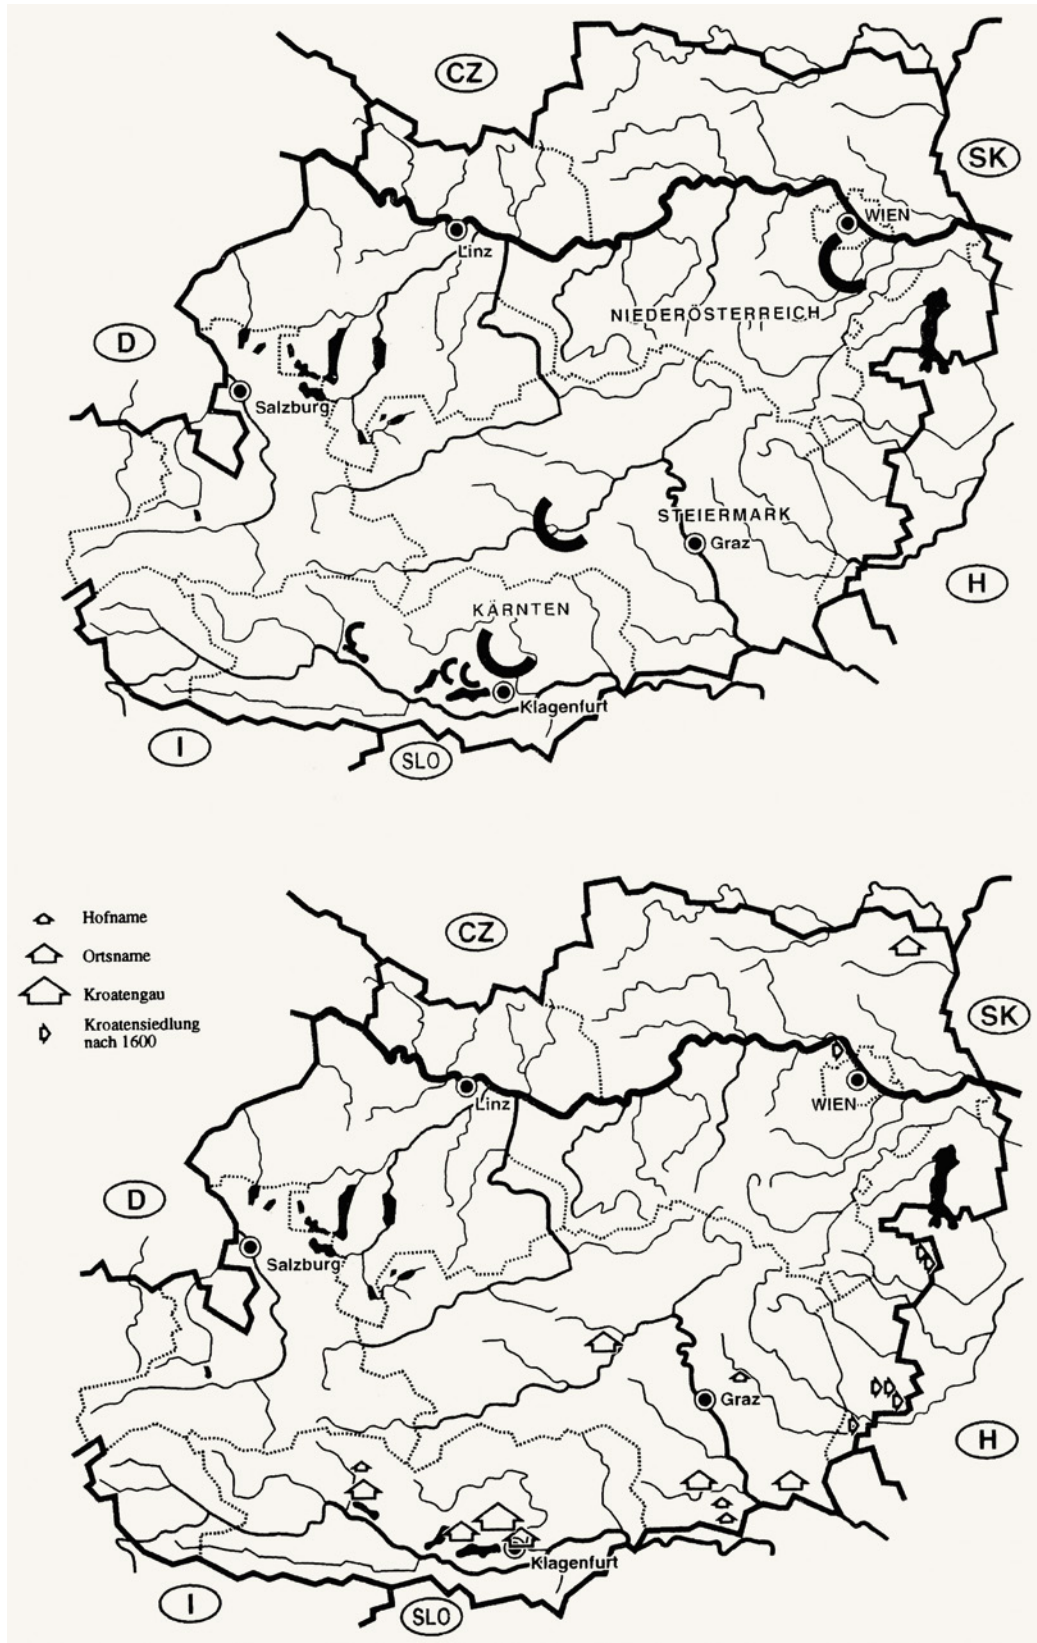 CZ
SK
WIEN
Linz
NIEDERÖSTERREICH
D
Salzburg
STEIERMARK
Graz
H
KÄRNTEN
Klagenfurt
I
SLO
Hofname
Ortsname
Kroatengau
Kroatensiedlung
nach 1600
CZ
SK
Linz
WIEN
D
Salzburg
Graz
H
Klagenfurt
I
SLO